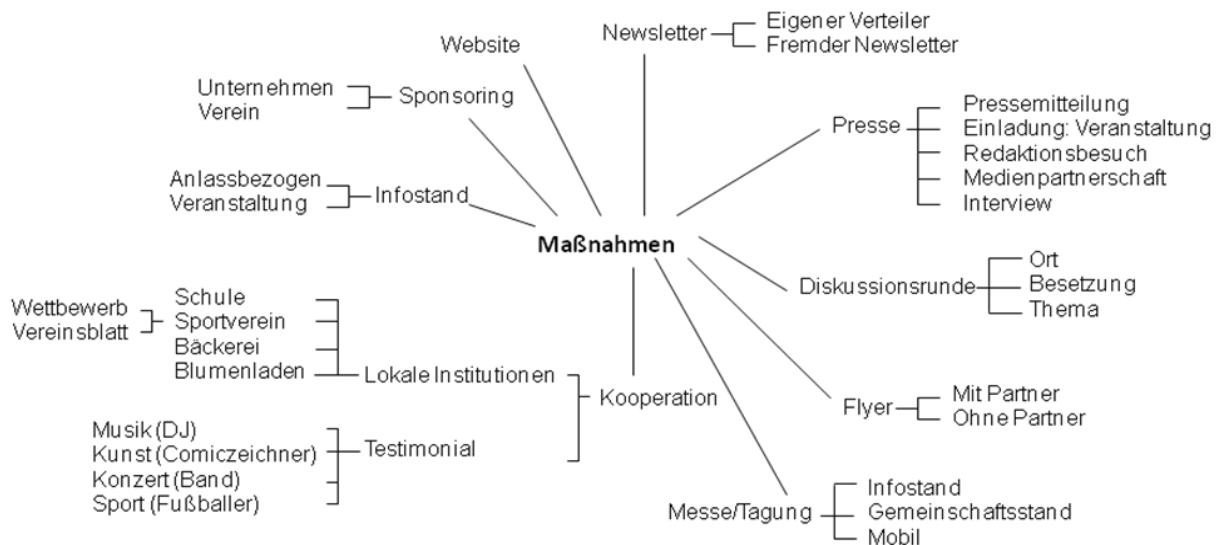 Website
Newsletter
Eigener Verteiler
Fremder Newsletter
Unternehmen
Verein
Sponsoring
Presse
Pressemitteilung
Einladung: Veranstaltung
Redaktionsbesuch
Medienpartnerschaft
Interview
Anlassbezogen
Veranstaltung
Infostand
Maßnahmen
Diskussionsrunde
Ort
Besetzung
Thema
Wettbewerb
Vereinsblatt
Schule
Sportverein
Bäckerei
Blumenladen
Lokale Institutionen
Kooperation
Flyer
Mit Partner
Ohne Partner
Musik (DJ)
Kunst (Comiczeichner)
Konzert (Band)
Sport (Fußballer)
Testimonial
Messe/Tagung
Infostand
Gemeinschaftsstand
Mobil